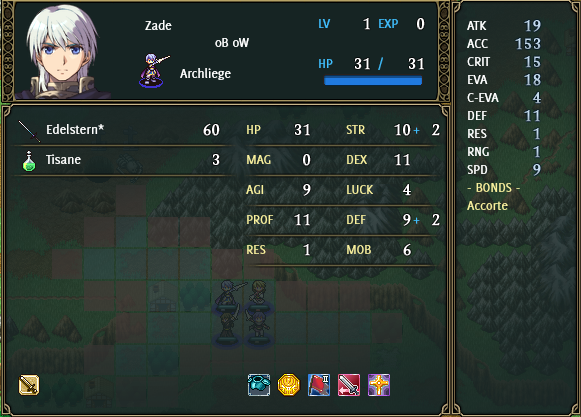 Zade
LV 1 EXP 0
oB oW
Archliege
HP 31 / 31
Edelstern* 60
Tisane 3
HP 31 STR 10 + 2
MAG 0 DEX 11
AGI 9 LUCK 4
PROF 11 DEF 9 + 2
RES 1 MOB 6
II
ATK 19
ACC 153
CRIT 15
EVA 18
C-EVA 4
DEF 11
RES 1
RNG 1
SPD 9
- BONDS -
Accorte